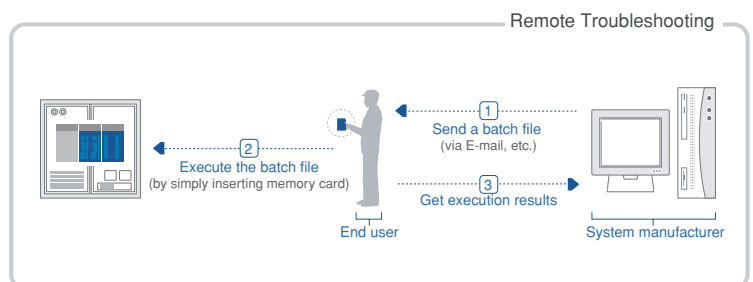 Remote Troubleshooting
1
Send a batch file
(via E-mail, etc.)
2
Execute the batch file
(by simply inserting memory card)
3
Get execution results
End user
System manufacturer